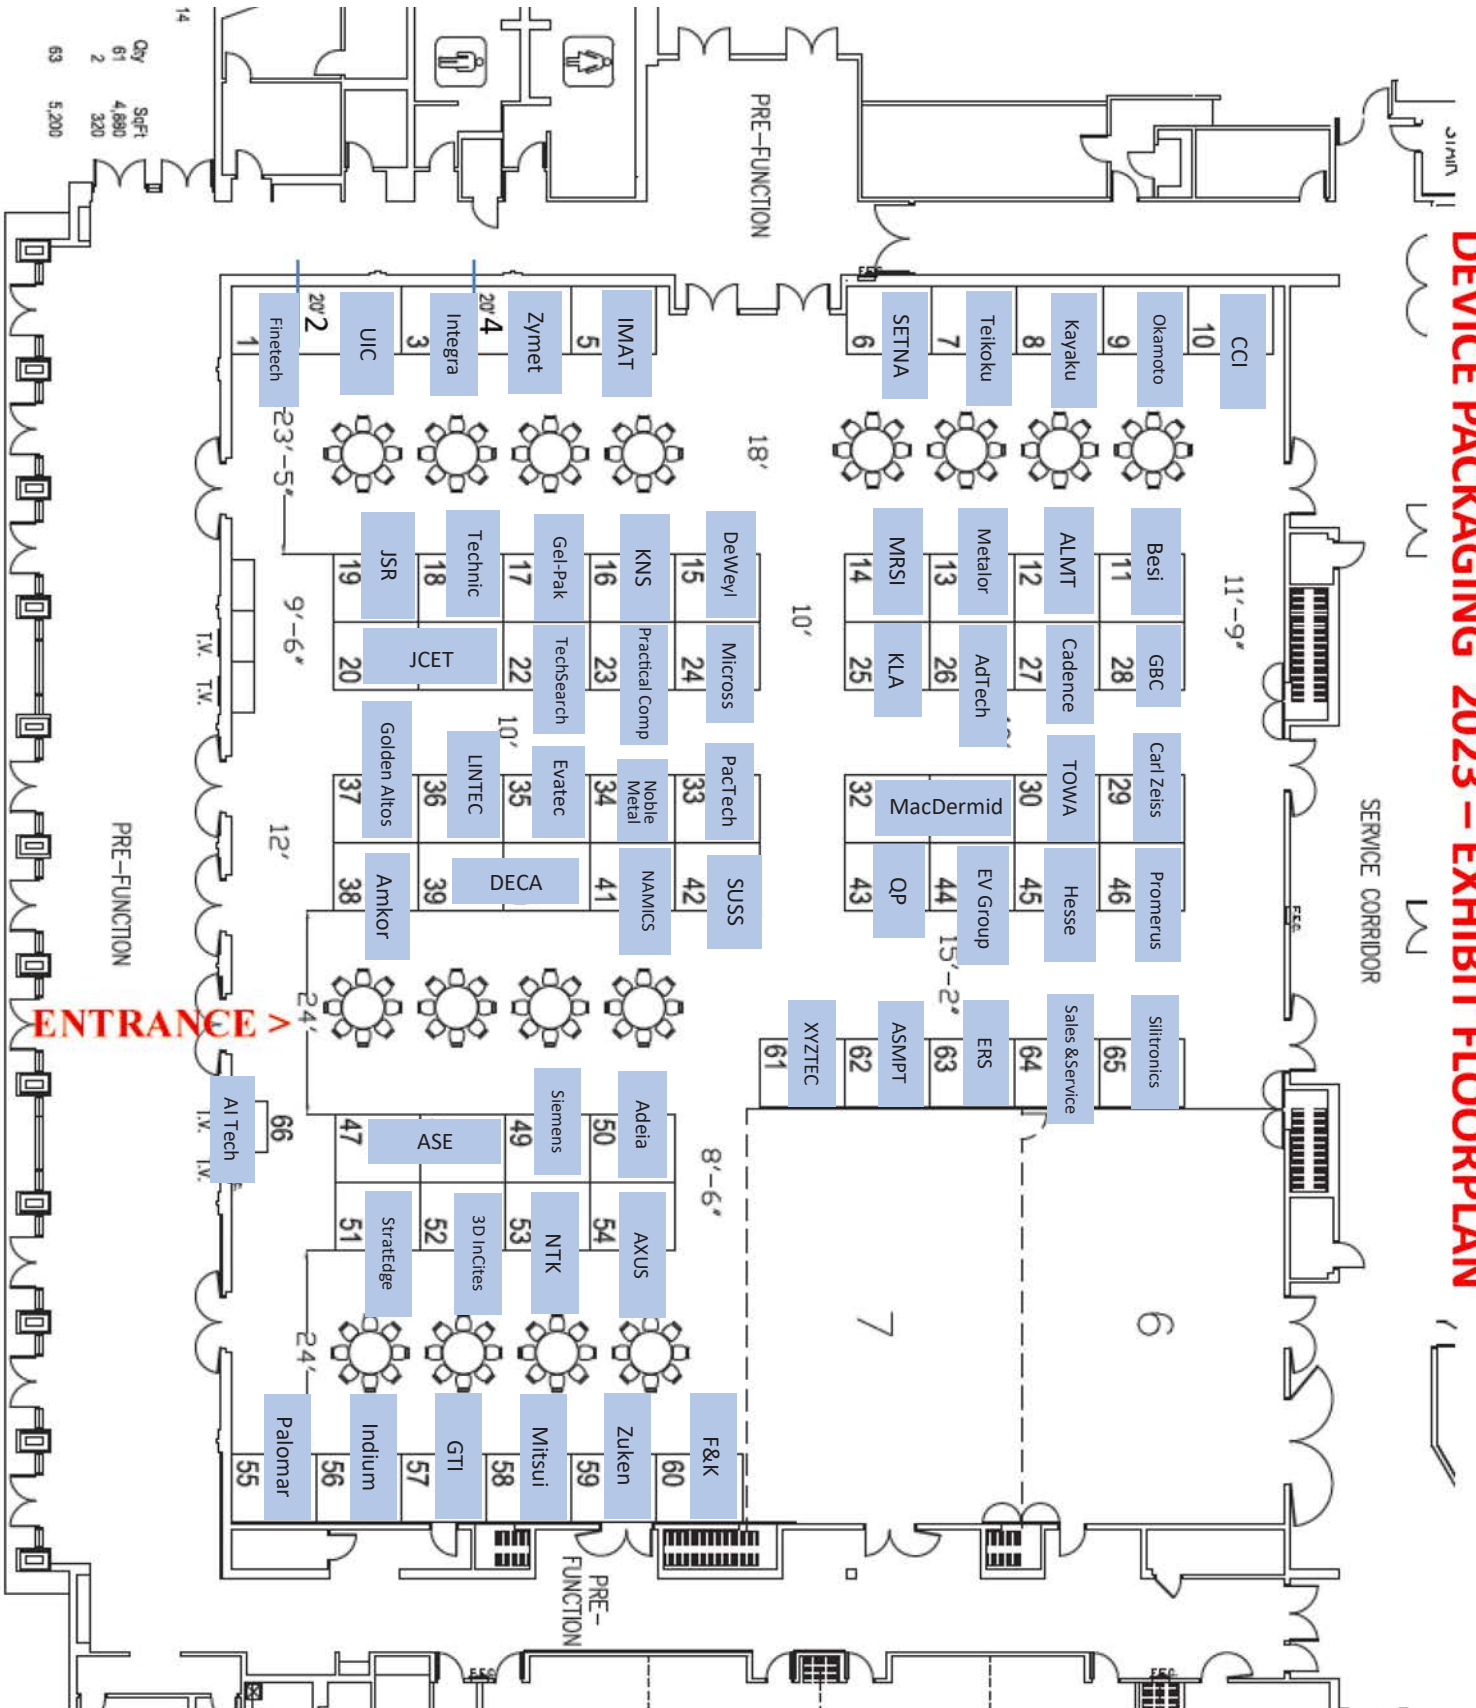 DEVICE PACKAGING 2023 – EXHIBIT FLOORPLAN
14
Qty SqFt
61 4,880
2 320
63 5,200
PRE-FUNCTION
F.E.C.
1 Finetech
20' 2 UIC
3 Integra
20' 4 Zymet
5 IMAT
6 SETNA
7 Teikoku
8 Kayaku
9 Okamoto
10 CCI
23'-5"
18'
19 JSR
18 Technic
17 Gel-Pak
16 KNS
15 DeWeyl
14 MRSI
13 Metalor
12 ALMT
11 Besi
9'-6"
10'
11'-9"
T.V.
T.V.
20 JCET
22 TechSearch
23 Practical Comp
24 Micross
25 KLA
26 AdTech
27 Cadence
28 GBC
10'
37 Golden Altos
36 LINTEC
35 Evatec
34 Noble
Metal
33 PacTech
32 MacDermid
30 TOWA
29 Carl Zeiss
12'
PRE-FUNCTION
SERVICE CORRIDOR
38 Amkor
39 DECA
41 NAMICS
42 SUSS
43 QP
44 EV Group
45 Hesse
46 Promerus
F.E.C.
15'-2"
ENTRANCE >
24'
61 XYZTEC
62 ASMPT
63 ERS
64 Sales &Service
65 Silitronics
66 AI Tech
T.V.
T.V.
47 ASE
49 Siemens
50 Adeia
8'-6"
51 StratEdge
52 3D InCites
53 NTK
54 AXUS
24'
7
6
55 Palomar
56 Indium
57 GTI
58 Mitsui
59 Zuken
60 F&K
PRE-
FUNCTION
F.E.C.
F.E.C.